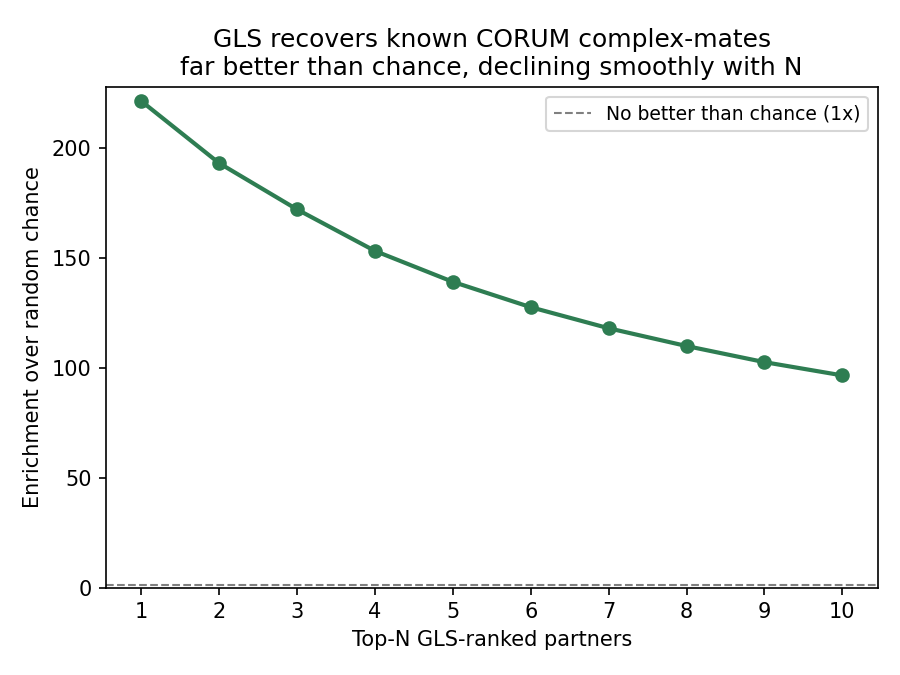 GLS recovers known CORUM complex-mates
far better than chance, declining smoothly with N
No better than chance (1x)
Enrichment over random chance
200
150
100
50
0
1 2 3 4 5 6 7 8 9 10
Top-N GLS-ranked partners